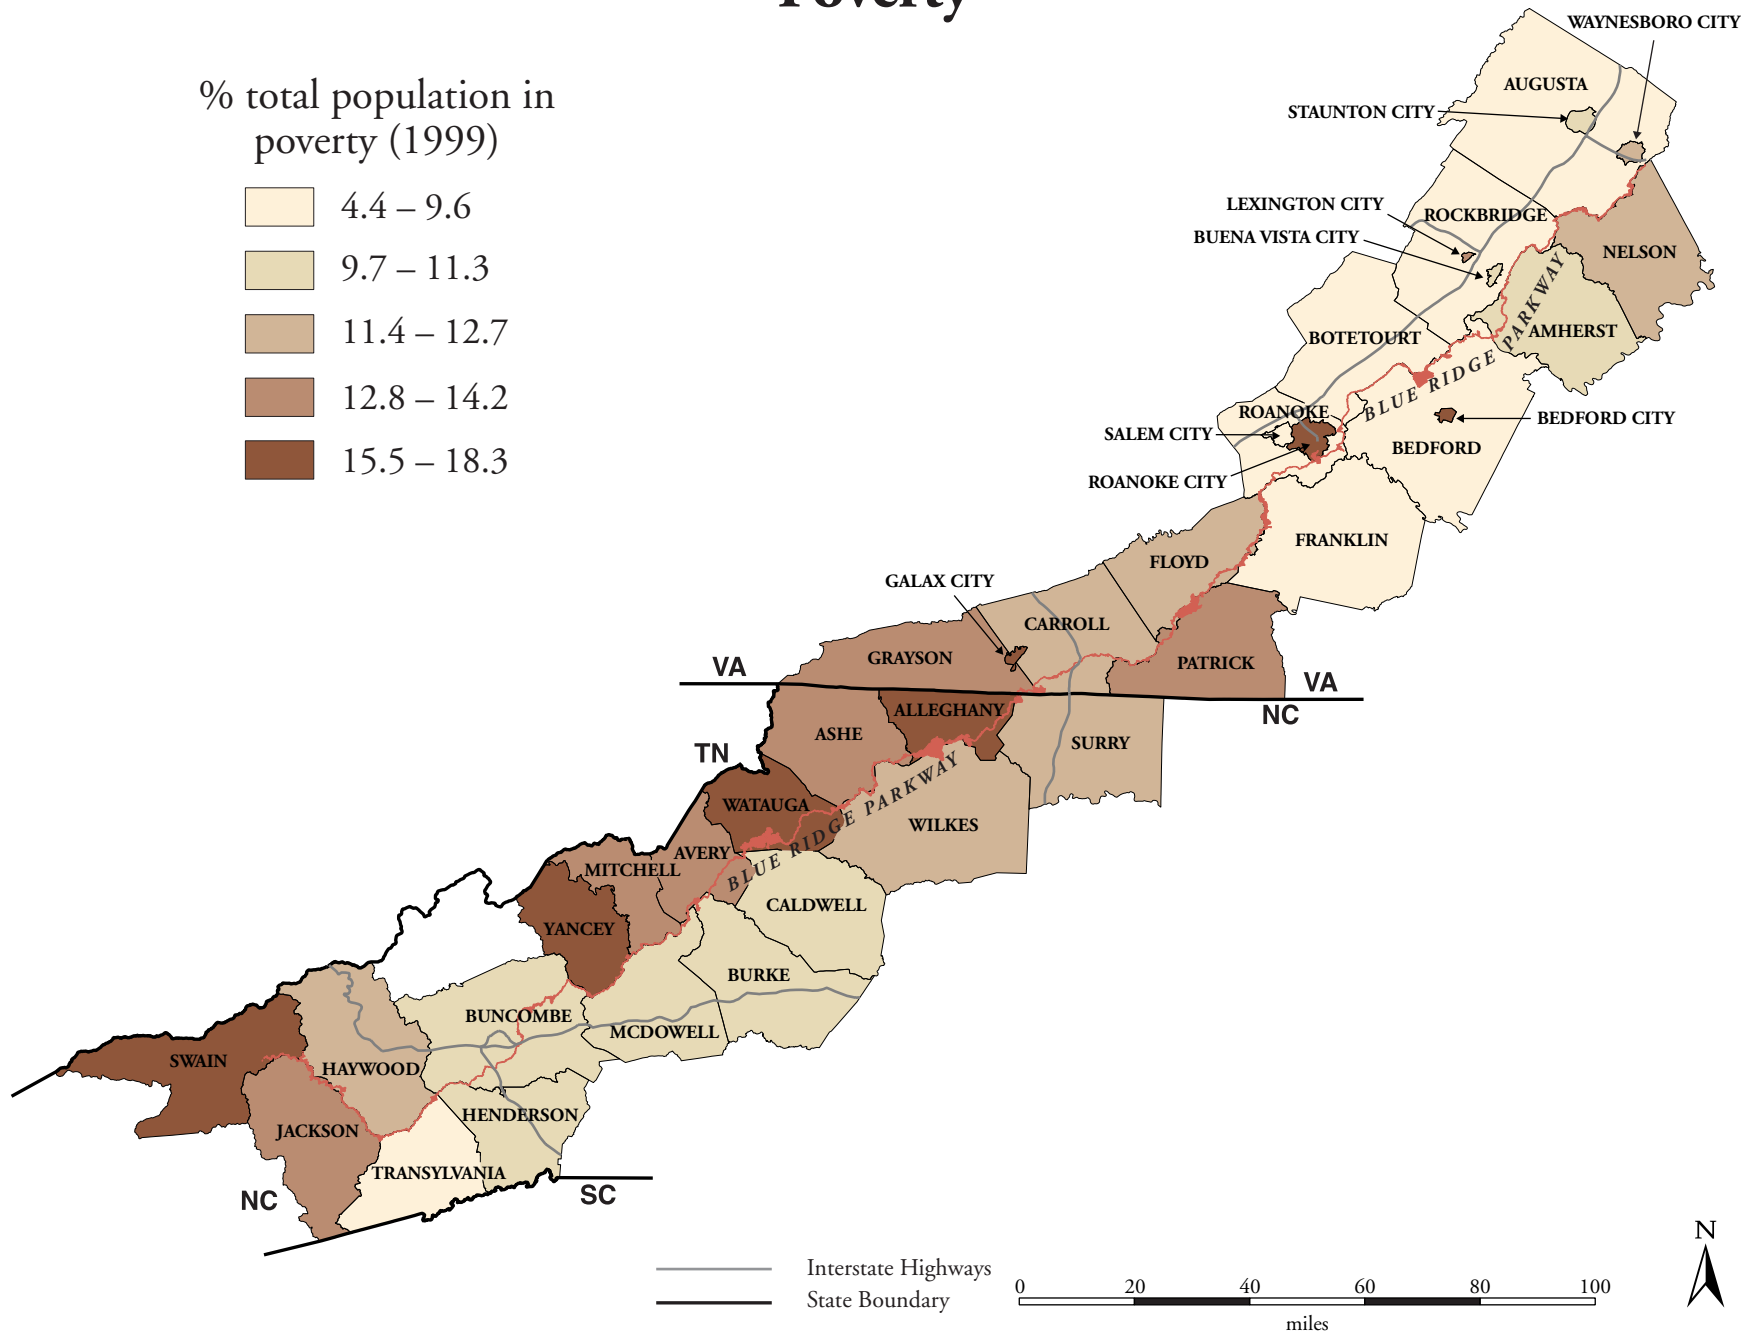 Poverty
% total population in
poverty (1999)
4.4 – 9.6
9.7 – 11.3
11.4 – 12.7
12.8 – 14.2
15.5 – 18.3
WAYNESBORO CITY
AUGUSTA
STAUNTON CITY
LEXINGTON CITY
ROCKBRIDGE
BUENA VISTA CITY
NELSON
BOTETOURT
AMHERST
BLUE RIDGE PARKWAY
ROANOKE
SALEM CITY
BEDFORD CITY
BEDFORD
ROANOKE CITY
FRANKLIN
FLOYD
GALAX CITY
CARROLL
GRAYSON
PATRICK
VA
VA
NC
ALLEGHANY
ASHE
SURRY
TN
WATAUGA
WILKES
BLUE RIDGE PARKWAY
AVERY
MITCHELL
CALDWELL
YANCEY
BURKE
BUNCOMBE
MCDOWELL
SWAIN
HAYWOOD
HENDERSON
JACKSON
TRANSYLVANIA
NC
SC
N
Interstate Highways
State Boundary
0 20 40 60 80 100
miles